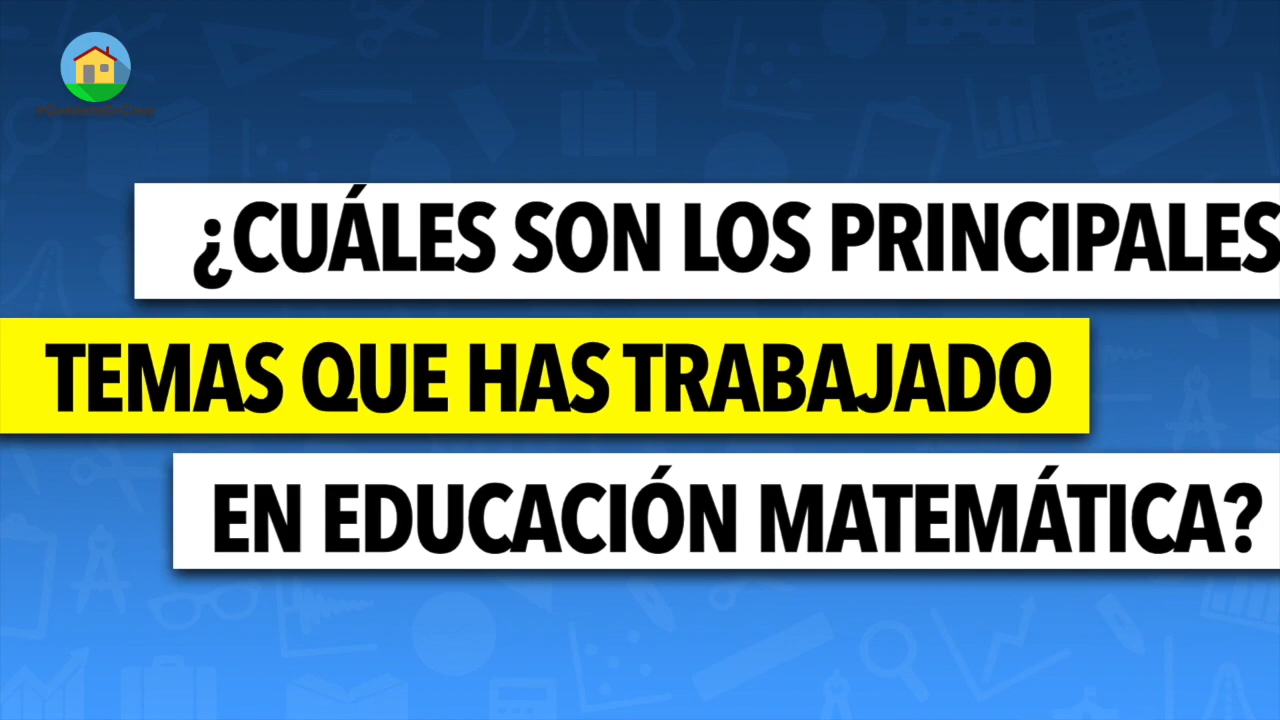 ¿CUÁLES SON LOS PRINCIPALES
TEMAS QUE HAS TRABAJADO
EN EDUCACIÓN MATEMÁTICA?